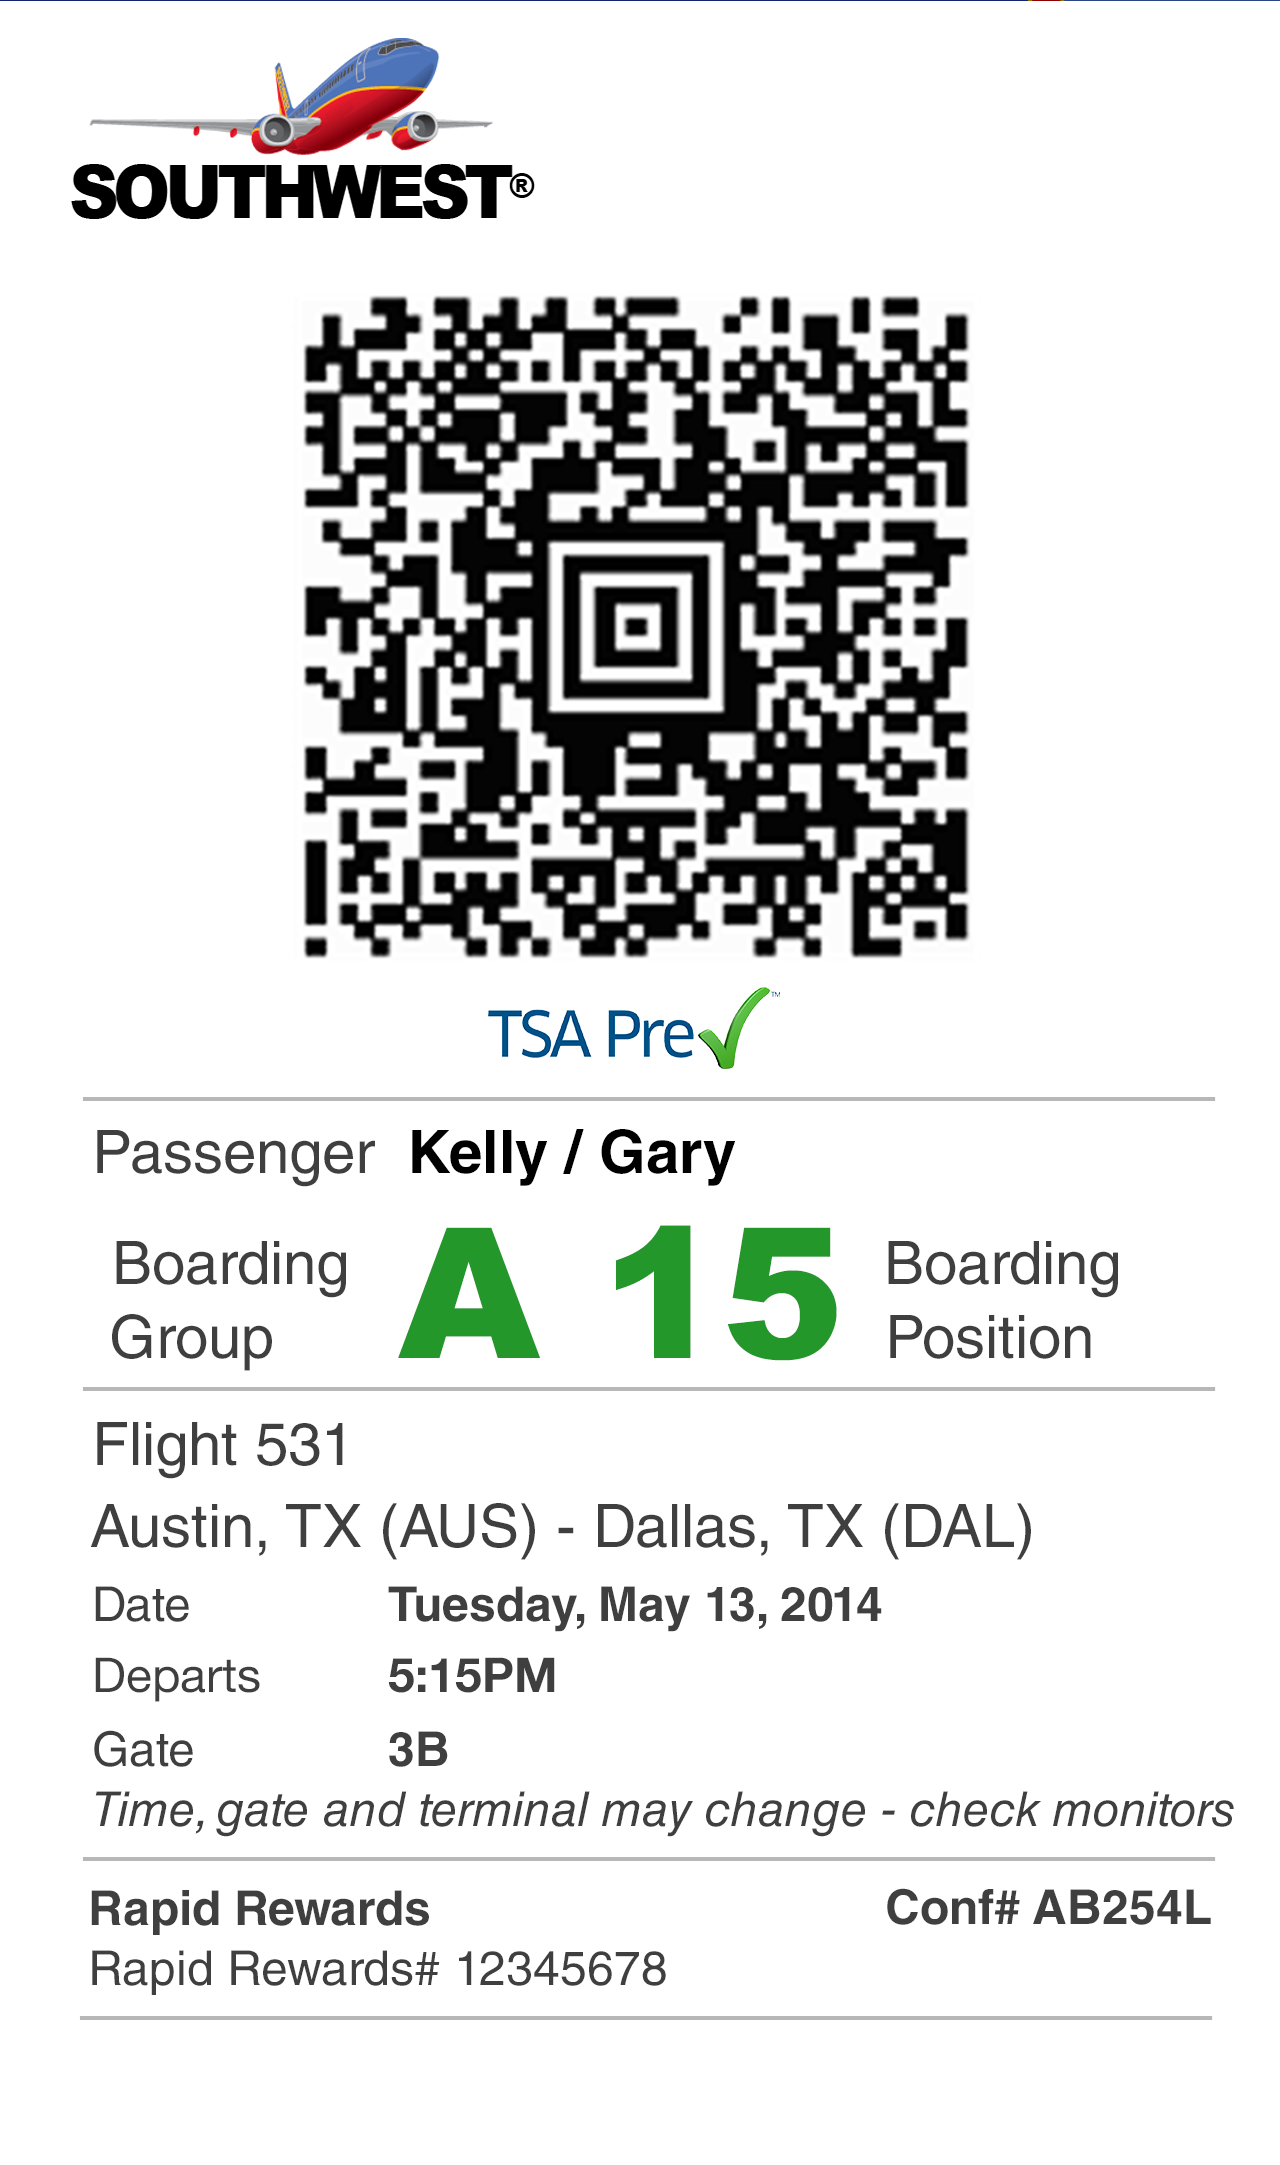 SOUTHWEST®
TSA Pre✓™
Passenger Kelly / Gary
Boarding Group A 15 Boarding Position
Flight 531
Austin, TX (AUS) - Dallas, TX (DAL)
Date Tuesday, May 13, 2014
Departs 5:15PM
Gate 3B
Time, gate and terminal may change - check monitors
Rapid Rewards Conf# AB254L
Rapid Rewards# 12345678